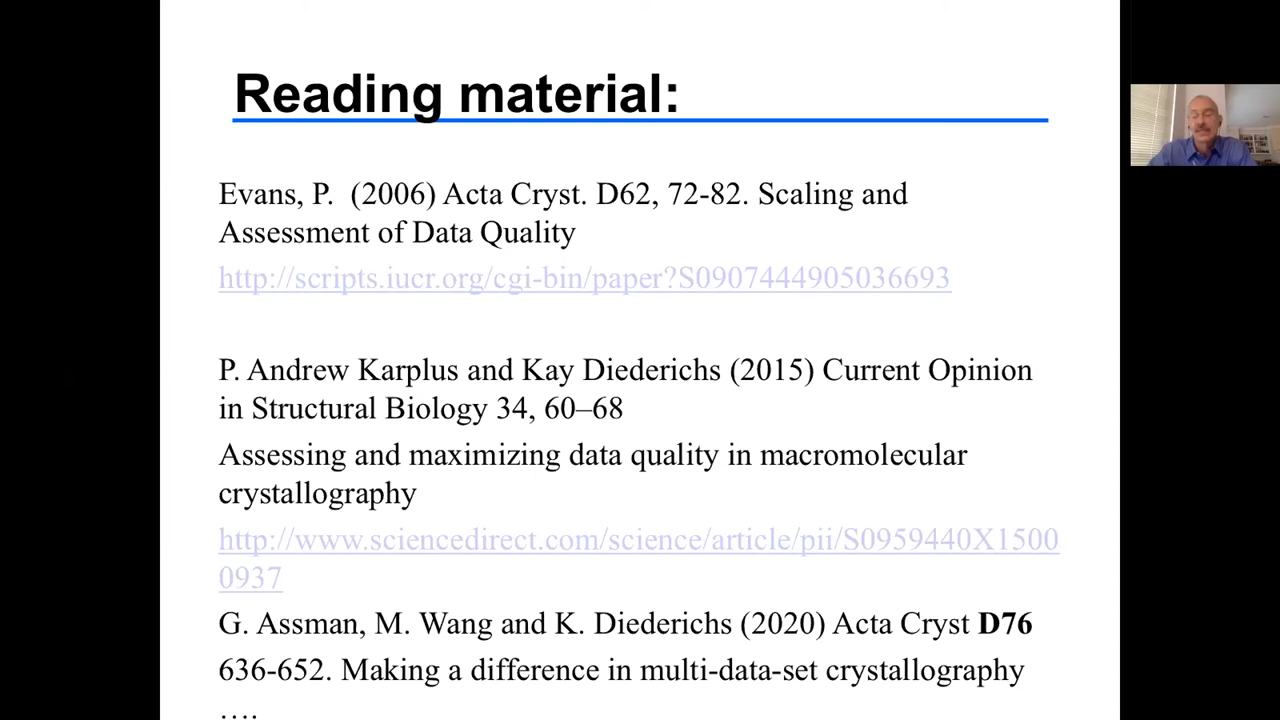 Reading material:
Evans, P.  (2006) Acta Cryst. D62, 72-82. Scaling and
Assessment of Data Quality
http://scripts.iucr.org/cgi-bin/paper?S0907444905036693
P. Andrew Karplus and Kay Diederichs (2015) Current Opinion
in Structural Biology 34, 60–68
Assessing and maximizing data quality in macromolecular
crystallography
http://www.sciencedirect.com/science/article/pii/S0959440X1500
0937
G. Assman, M. Wang and K. Diederichs (2020) Acta Cryst D76
636-652. Making a difference in multi-data-set crystallography
….